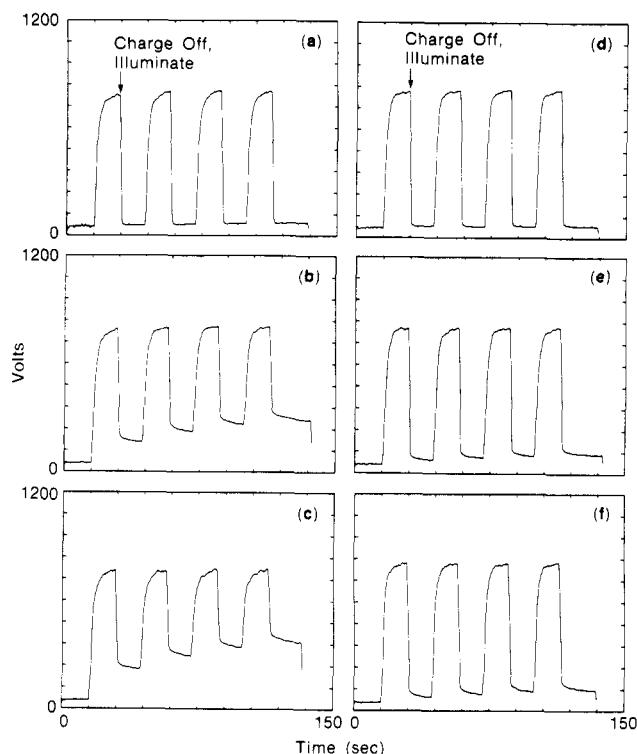 1200
Charge Off,
Illuminate
(a)
0
Charge Off,
Illuminate
(d)
1200
(b)
(e)
Volts
0
1200
(c)
(f)
0
0
150
0
150
Time (sec)